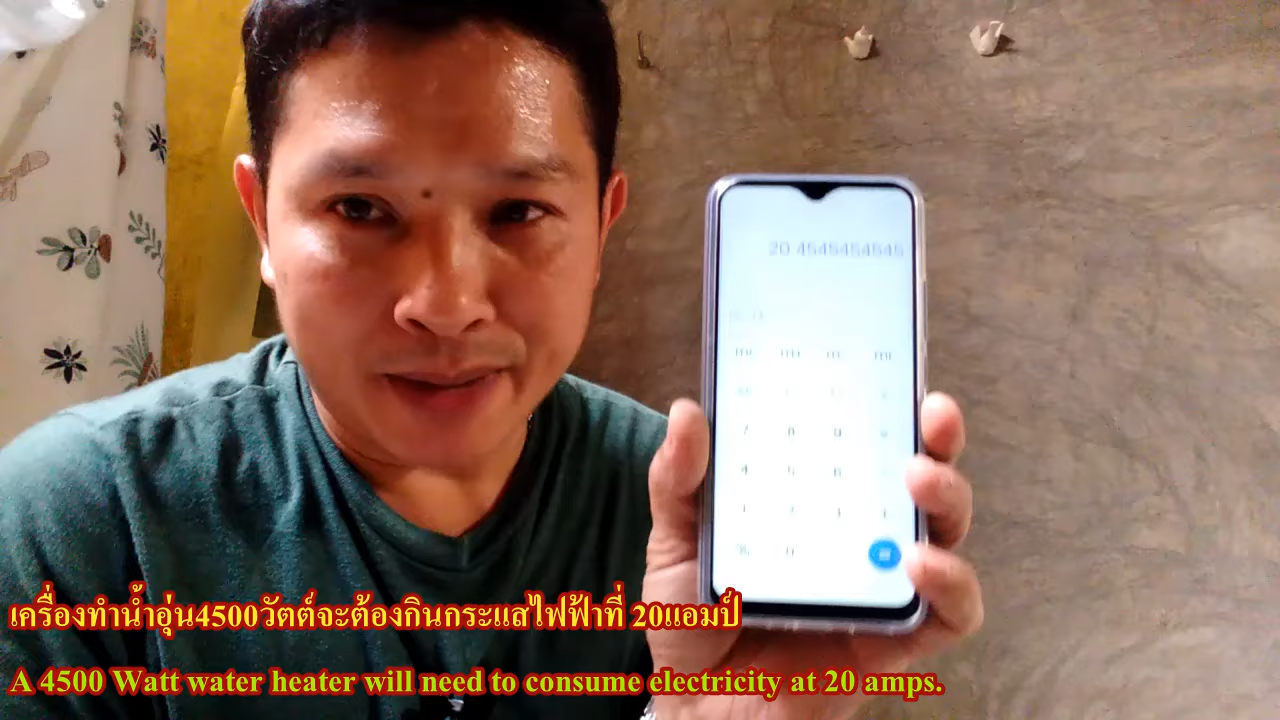 20.4545454545
เครื่องทำน้ำอุ่น4500วัตต์จะต้องกินกระแสไฟฟ้าที่ 20แอมป์
A 4500 Watt water heater will need to consume electricity at 20 amps.